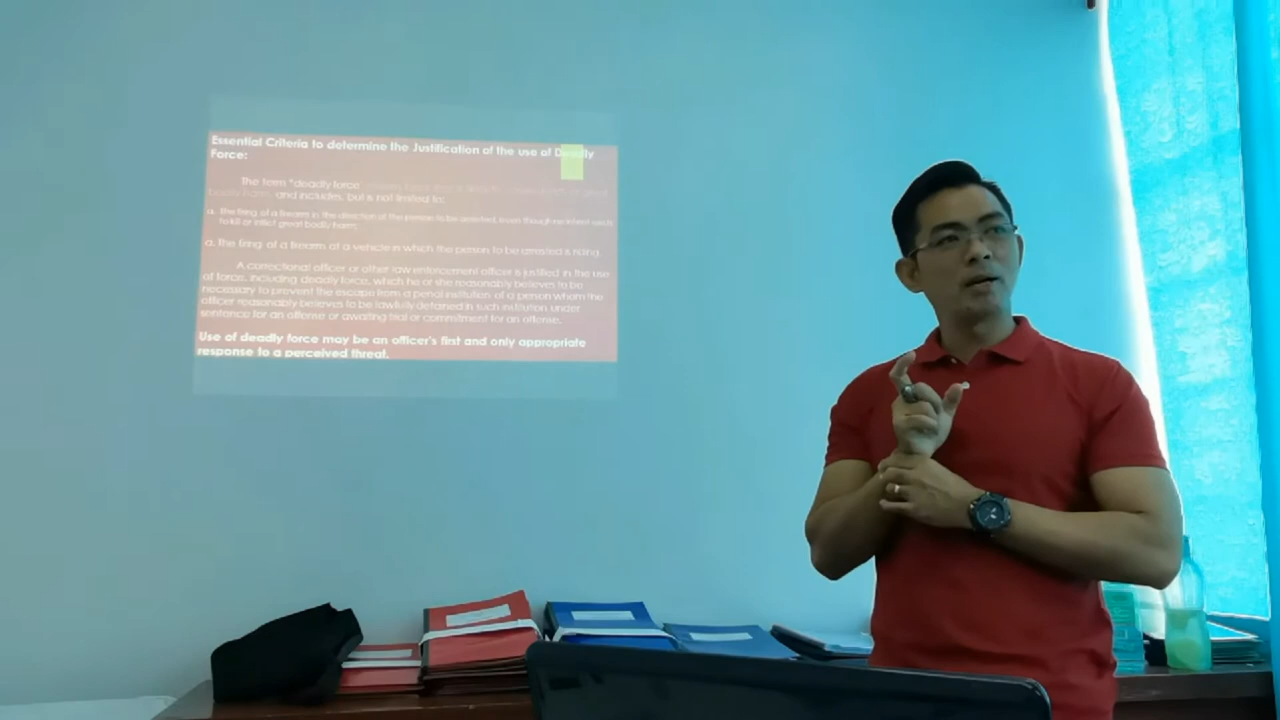 Essential Criteria to determine the Justification of the use of Deadly
Force:
The term "deadly force
and includes, but is not limited to:
a. The firing of a firearm in the direction of the person to be arrested, even though no intent exists
to kill or inflict great bodily harm;
a. The firing of a firearm at a vehicle in which the person to be arrested is riding
A correctional officer or other law enforcement officer is justified in the use
of force, including deadly force, which he or she reasonably believes to be
necessary to prevent the escape from a penal institution of a person whom the
officer reasonably believes to be lawfully detained in such institution under
sentence for an offense or awaiting trial or commitment for an offense.
Use of deadly force may be an officer's first and only appropriate
response to a perceived threat.